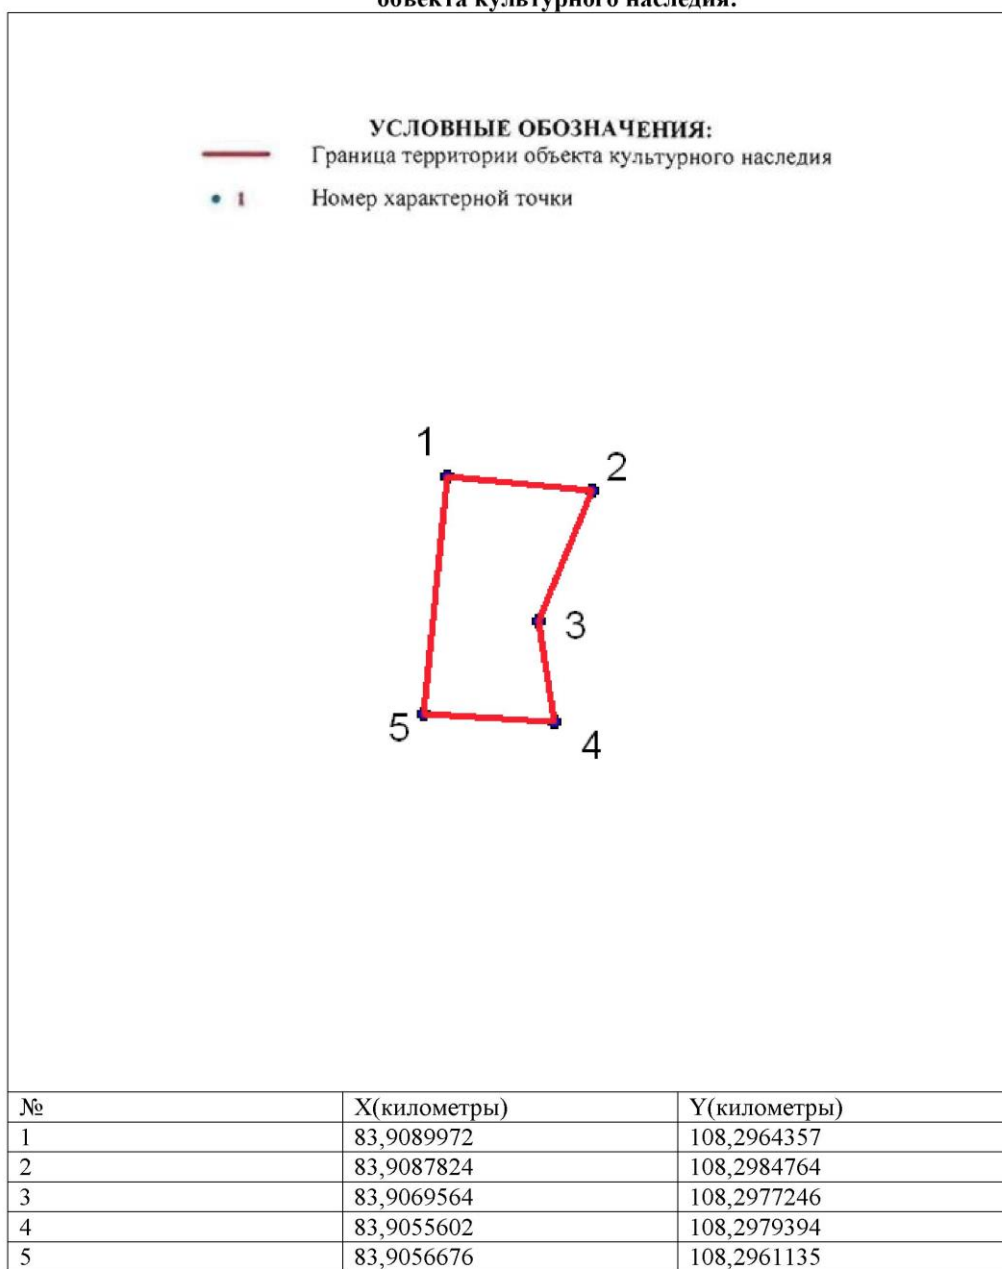 объекта культурного наследия.
УСЛОВНЫЕ ОБОЗНАЧЕНИЯ:
Граница территории объекта культурного наследия
1 Номер характерной точки
1
2
3
5
4
№ X(километры) Y(километры)
1 83,9089972 108,2964357
2 83,9087824 108,2984764
3 83,9069564 108,2977246
4 83,9055602 108,2979394
5 83,9056676 108,2961135